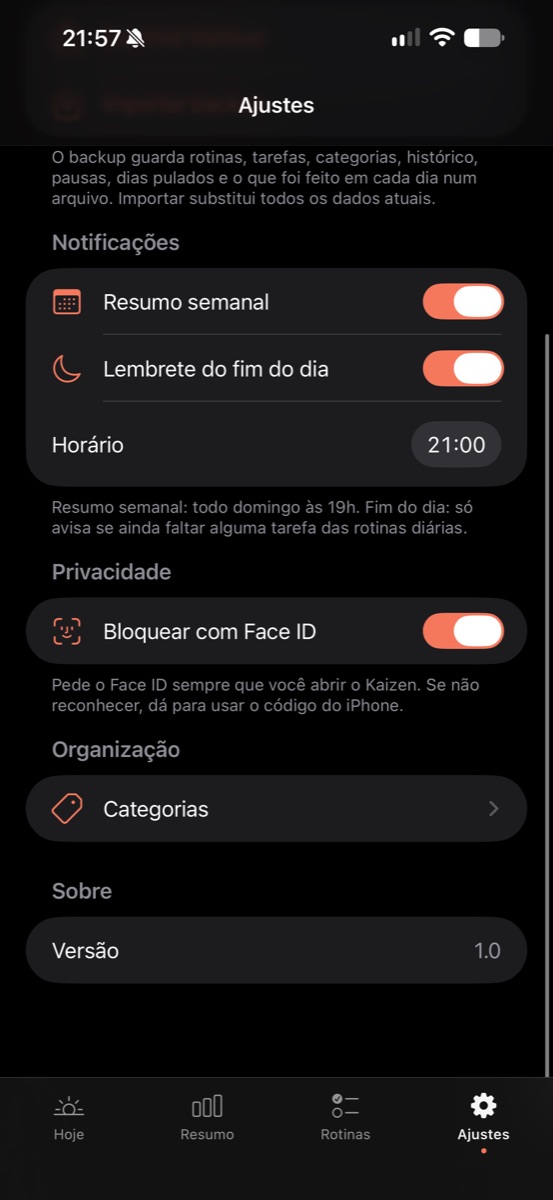 21:57
Ajustes
O backup guarda rotinas, tarefas, categorias, histórico,
pausas, dias pulados e o que foi feito em cada dia num
arquivo. Importar substitui todos os dados atuais.
Notificações
Resumo semanal
Lembrete do fim do dia
Horário 21:00
Resumo semanal: todo domingo às 19h. Fim do dia: só
avisa se ainda faltar alguma tarefa das rotinas diárias.
Privacidade
Bloquear com Face ID
Pede o Face ID sempre que você abrir o Kaizen. Se não
reconhecer, dá para usar o código do iPhone.
Organização
Categorias
Sobre
Versão 1.0
Hoje Resumo Rotinas Ajustes